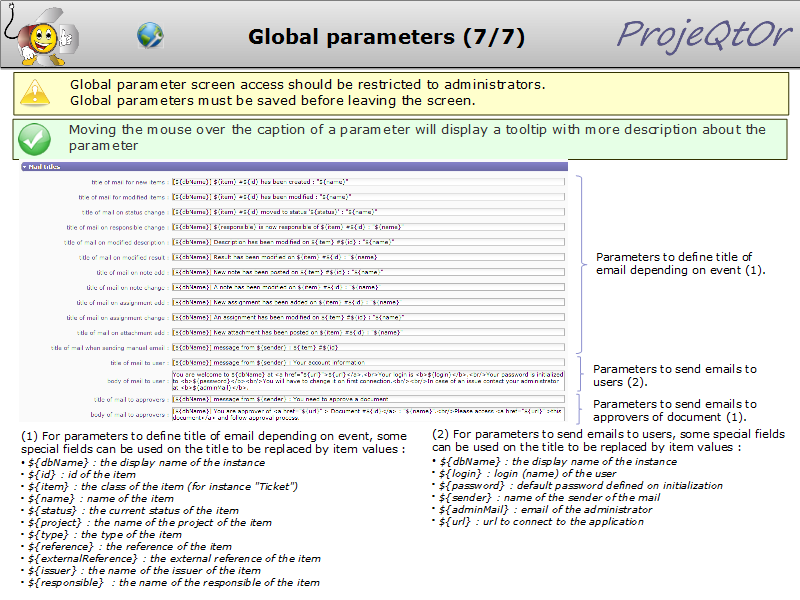 Global parameters (7/7)
ProjeQtOr
Global parameter screen access should be restricted to administrators.
Global parameters must be saved before leaving the screen.
Moving the mouse over the caption of a parameter will display a tooltip with more description about the
parameter
Mail titles
title of mail for new items : [${dbName}] ${item} #${id} has been created : "${name}"
title of mail for modified items : [${dbName}] ${item} #${id} has been modified : "${name}"
title of mail on status change : [${dbName}] ${item} #${id} moved to status '${status}' : "${name}"
title of mail on responsible change : [${dbName}] ${responsible} is now responsible of ${item} #${id} : ${name}
title of mail on modified description : [${dbName}] Description has been modified on ${item} #${id} : "${name}"
title of mail on modified result : [${dbName}] Result has been modified on ${item} #${id} : ${name}
title of mail on note add : [${dbName}] New note has been posted on ${item} #${id} : "${name}"
title of mail on note change : [${dbName}] A note has been modified on ${item} #${id} : ${name}
title of mail on assignment add : [${dbName}] New assignment has been added on ${item} #${id} : ${name}
title of mail on assignment change : [${dbName}] An assignment has been modified on ${item} #${id} : "${name}"
title of mail on attachment add : [${dbName}] New attachment has been posted on ${item} #${id} : ${name}
title of mail when sending manual email : [${dbName}] message from ${sender} : ${item} #${id}
title of mail to user : [${dbName}] message from ${sender} : Your account information
You are welcome to ${dbName} at <a href="${url}">${url}</a>.<br>Your login is <b>${login}</b>.<br/>Your password is initialized
body of mail to user : to <b>${password}</b><br/>You will have to change it on first connection.<br/><br/>In case of an issue contact your administrator
at <b>${adminMail}</b>.
title of mail to approvers : [${dbName}] message from ${sender} : You need to approve a document
body of mail to approvers : [${dbName}] You are approver of <a href="${url}"> Document #${id}</a> : ${name}.<br/>Please access <a href="${url}">this
document</a> and follow approval process.
Parameters to define title of
email depending on event (1).
Parameters to send emails to
users (2).
Parameters to send emails to
approvers of document (1).
(1) For parameters to define title of email depending on event, some
special fields can be used on the title to be replaced by item values :
• ${dbName} : the display name of the instance
• ${id} : id of the item
• ${item} : the class of the item (for instance "Ticket")
• ${name} : name of the item
• ${status} : the current status of the item
• ${project} : the name of the project of the item
• ${type} : the type of the item
• ${reference} : the reference of the item
• ${externalReference} : the external reference of the item
• ${issuer} : the name of the issuer of the item
• ${responsible} : the name of the responsible of the item
(2) For parameters to send emails to users, some special fields
can be used on the title to be replaced by item values :
• ${dbName} : the display name of the instance
• ${login} : login (name) of the user
• ${password} : default password defined on initialization
• ${sender} : name of the sender of the mail
• ${adminMail} : email of the administrator
• ${url} : url to connect to the application